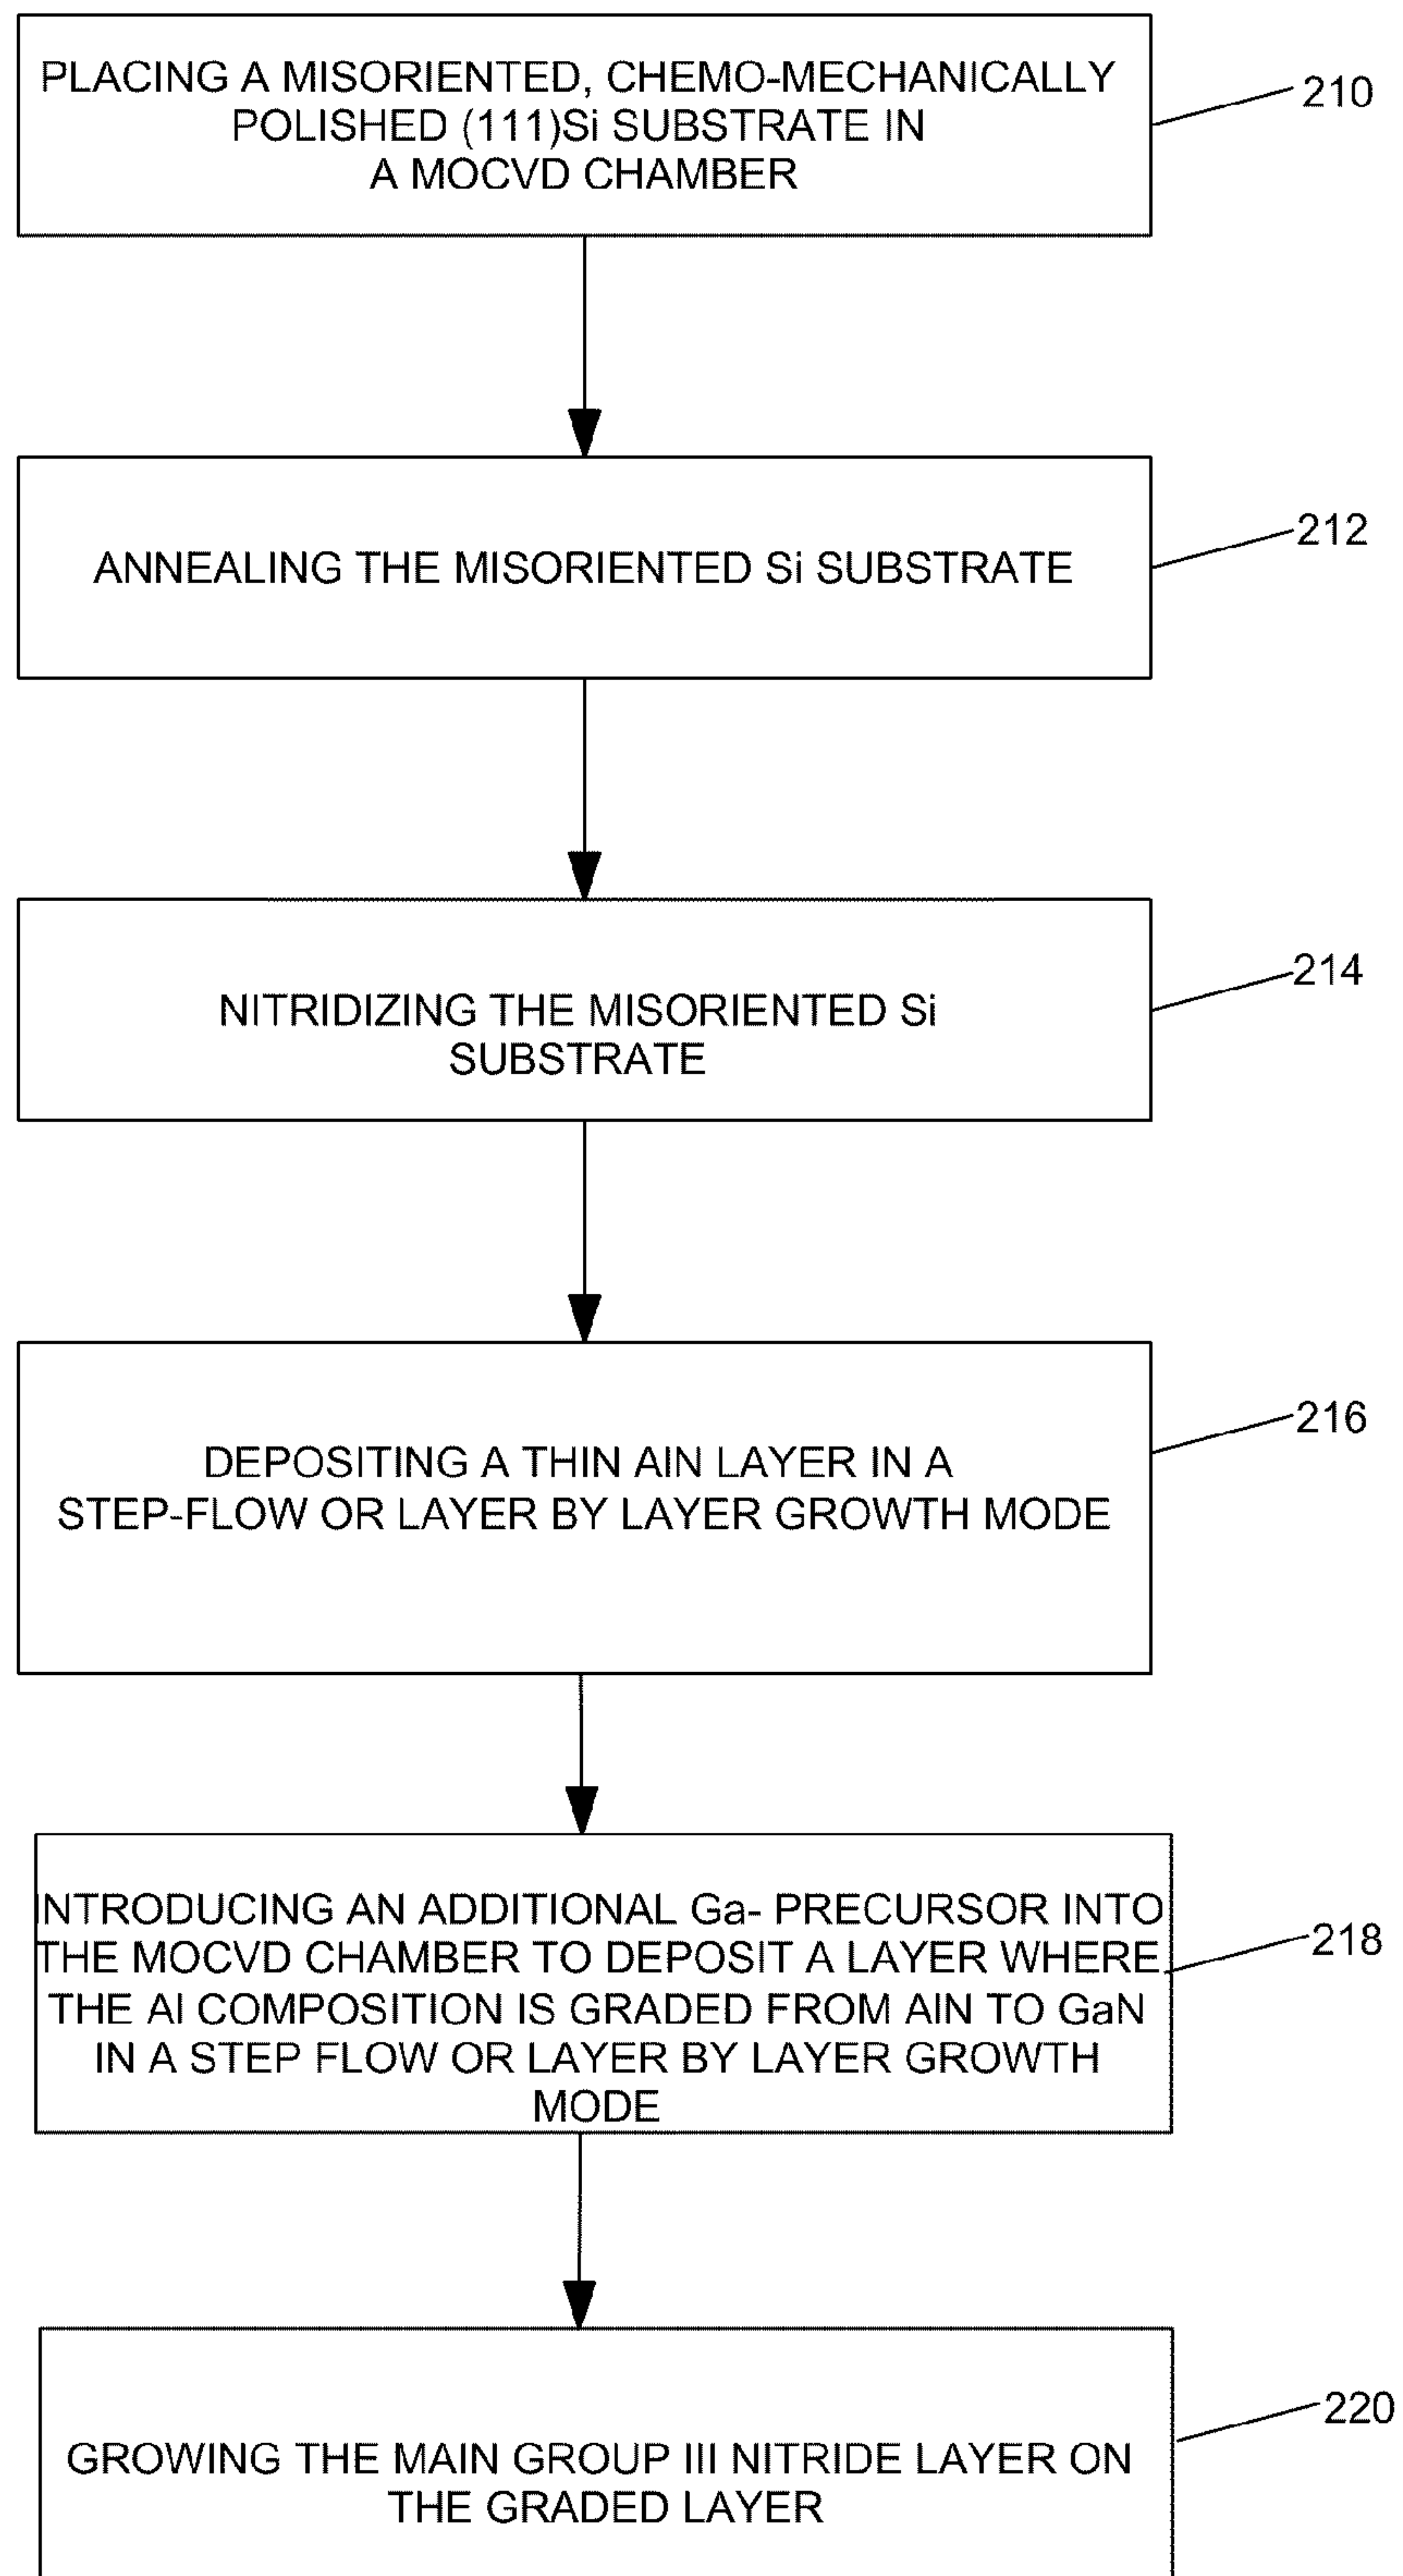 PLACING A MISORIENTED, CHEMO-MECHANICALLY
POLISHED (111)Si SUBSTRATE IN
A MOCVD CHAMBER
210
ANNEALING THE MISORIENTED Si SUBSTRATE
212
NITRIDIZING THE MISORIENTED Si
SUBSTRATE
214
DEPOSITING A THIN AlN LAYER IN A
STEP-FLOW OR LAYER BY LAYER GROWTH MODE
216
INTRODUCING AN ADDITIONAL Ga- PRECURSOR INTO
THE MOCVD CHAMBER TO DEPOSIT A LAYER WHERE
THE Al COMPOSITION IS GRADED FROM AlN TO GaN
IN A STEP FLOW OR LAYER BY LAYER GROWTH
MODE
218
GROWING THE MAIN GROUP III NITRIDE LAYER ON
THE GRADED LAYER
220